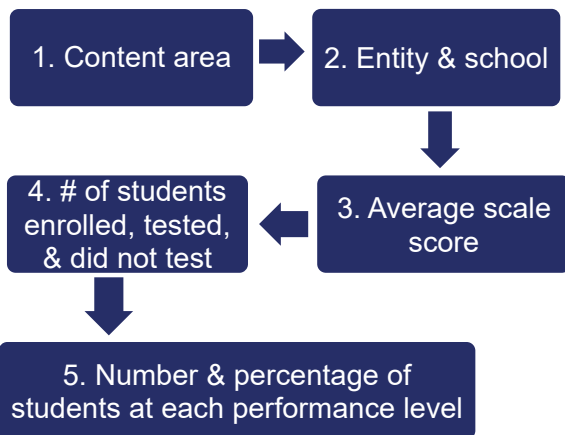 1. Content area
2. Entity & school
3. Average scale
score
4. # of students
enrolled, tested,
& did not test
5. Number & percentage of
students at each performance level